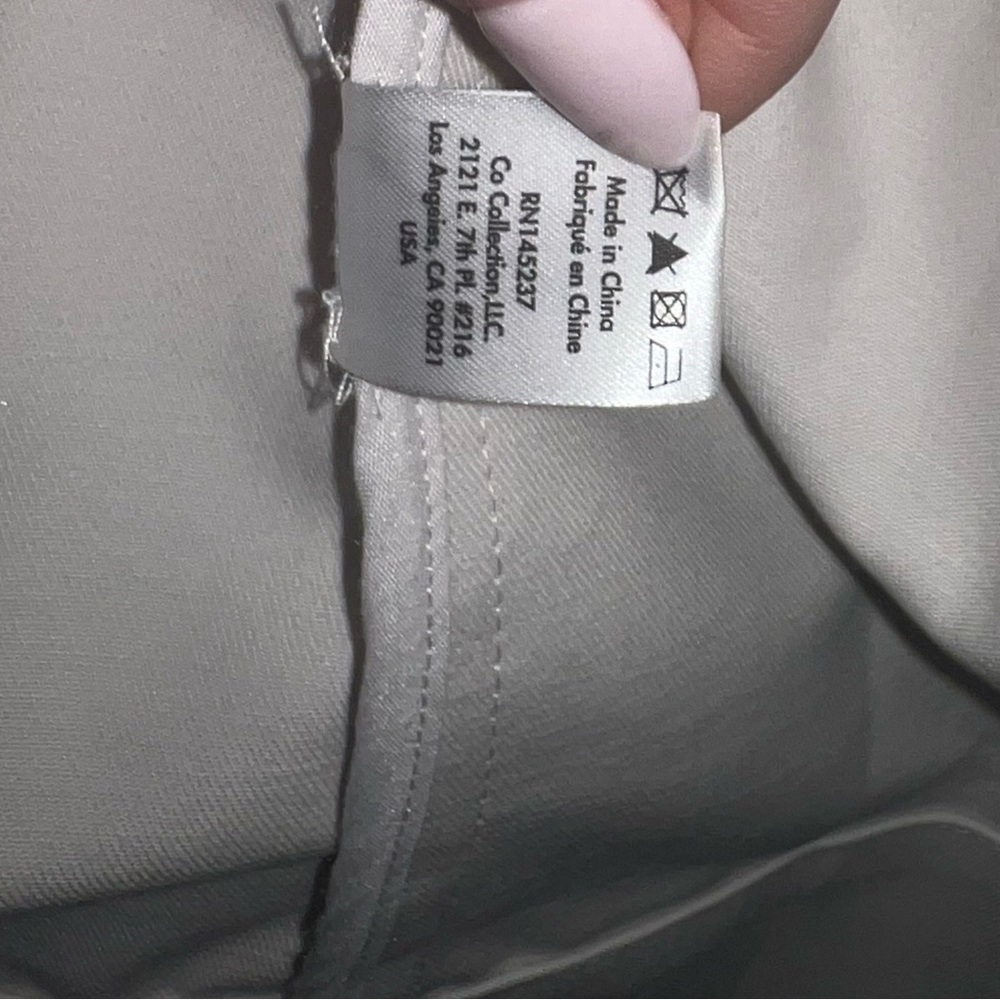 Made in China
Fabriqué en Chine
RN145237
Co Collection,LLC.
2121 E. 7th Pl. #216
Los Angeles, CA 90021
USA